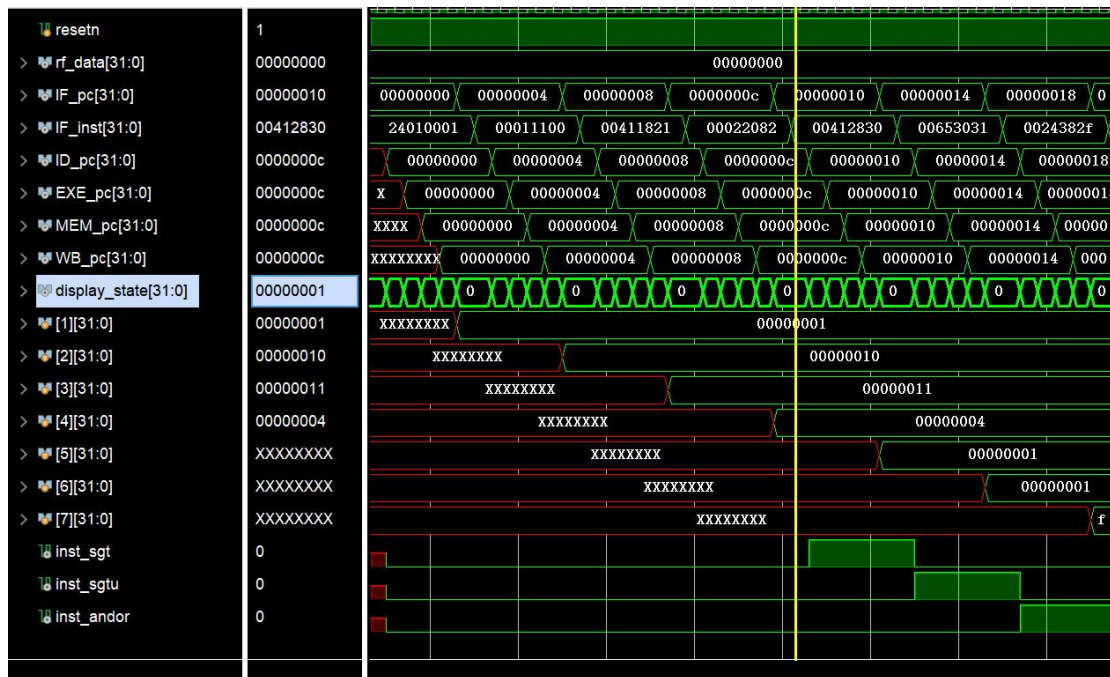 resetn 1
rf_data[31:0] 00000000 00000000
IF_pc[31:0] 00000010 00000000 00000004 00000008 0000000c 00000010 00000014 00000018 0
IF_inst[31:0] 00412830 24010001 00011100 00411821 00022082 00412830 00653031 0024382f
ID_pc[31:0] 0000000c 00000000 00000004 00000008 0000000c 00000010 00000014 00000018
EXE_pc[31:0] 0000000c X 00000000 00000004 00000008 0000000c 00000010 00000014 0000001
MEM_pc[31:0] 0000000c XXXX 00000000 00000004 00000008 0000000c 00000010 00000014 00000
WB_pc[31:0] 0000000c XXXXXXXX 00000000 00000004 00000008 0000000c 00000010 00000014 000
display_state[31:0] 00000001 0 0 0 0 0 0 0
[1][31:0] 00000001 XXXXXXXX 00000001
[2][31:0] 00000010 XXXXXXXX 00000010
[3][31:0] 00000011 XXXXXXXX 00000011
[4][31:0] 00000004 XXXXXXXX 00000004
[5][31:0] XXXXXXXX XXXXXXXX 00000001
[6][31:0] XXXXXXXX XXXXXXXX 00000001
[7][31:0] XXXXXXXX XXXXXXXX f
inst_sgt 0
inst_sgtu 0
inst_andor 0